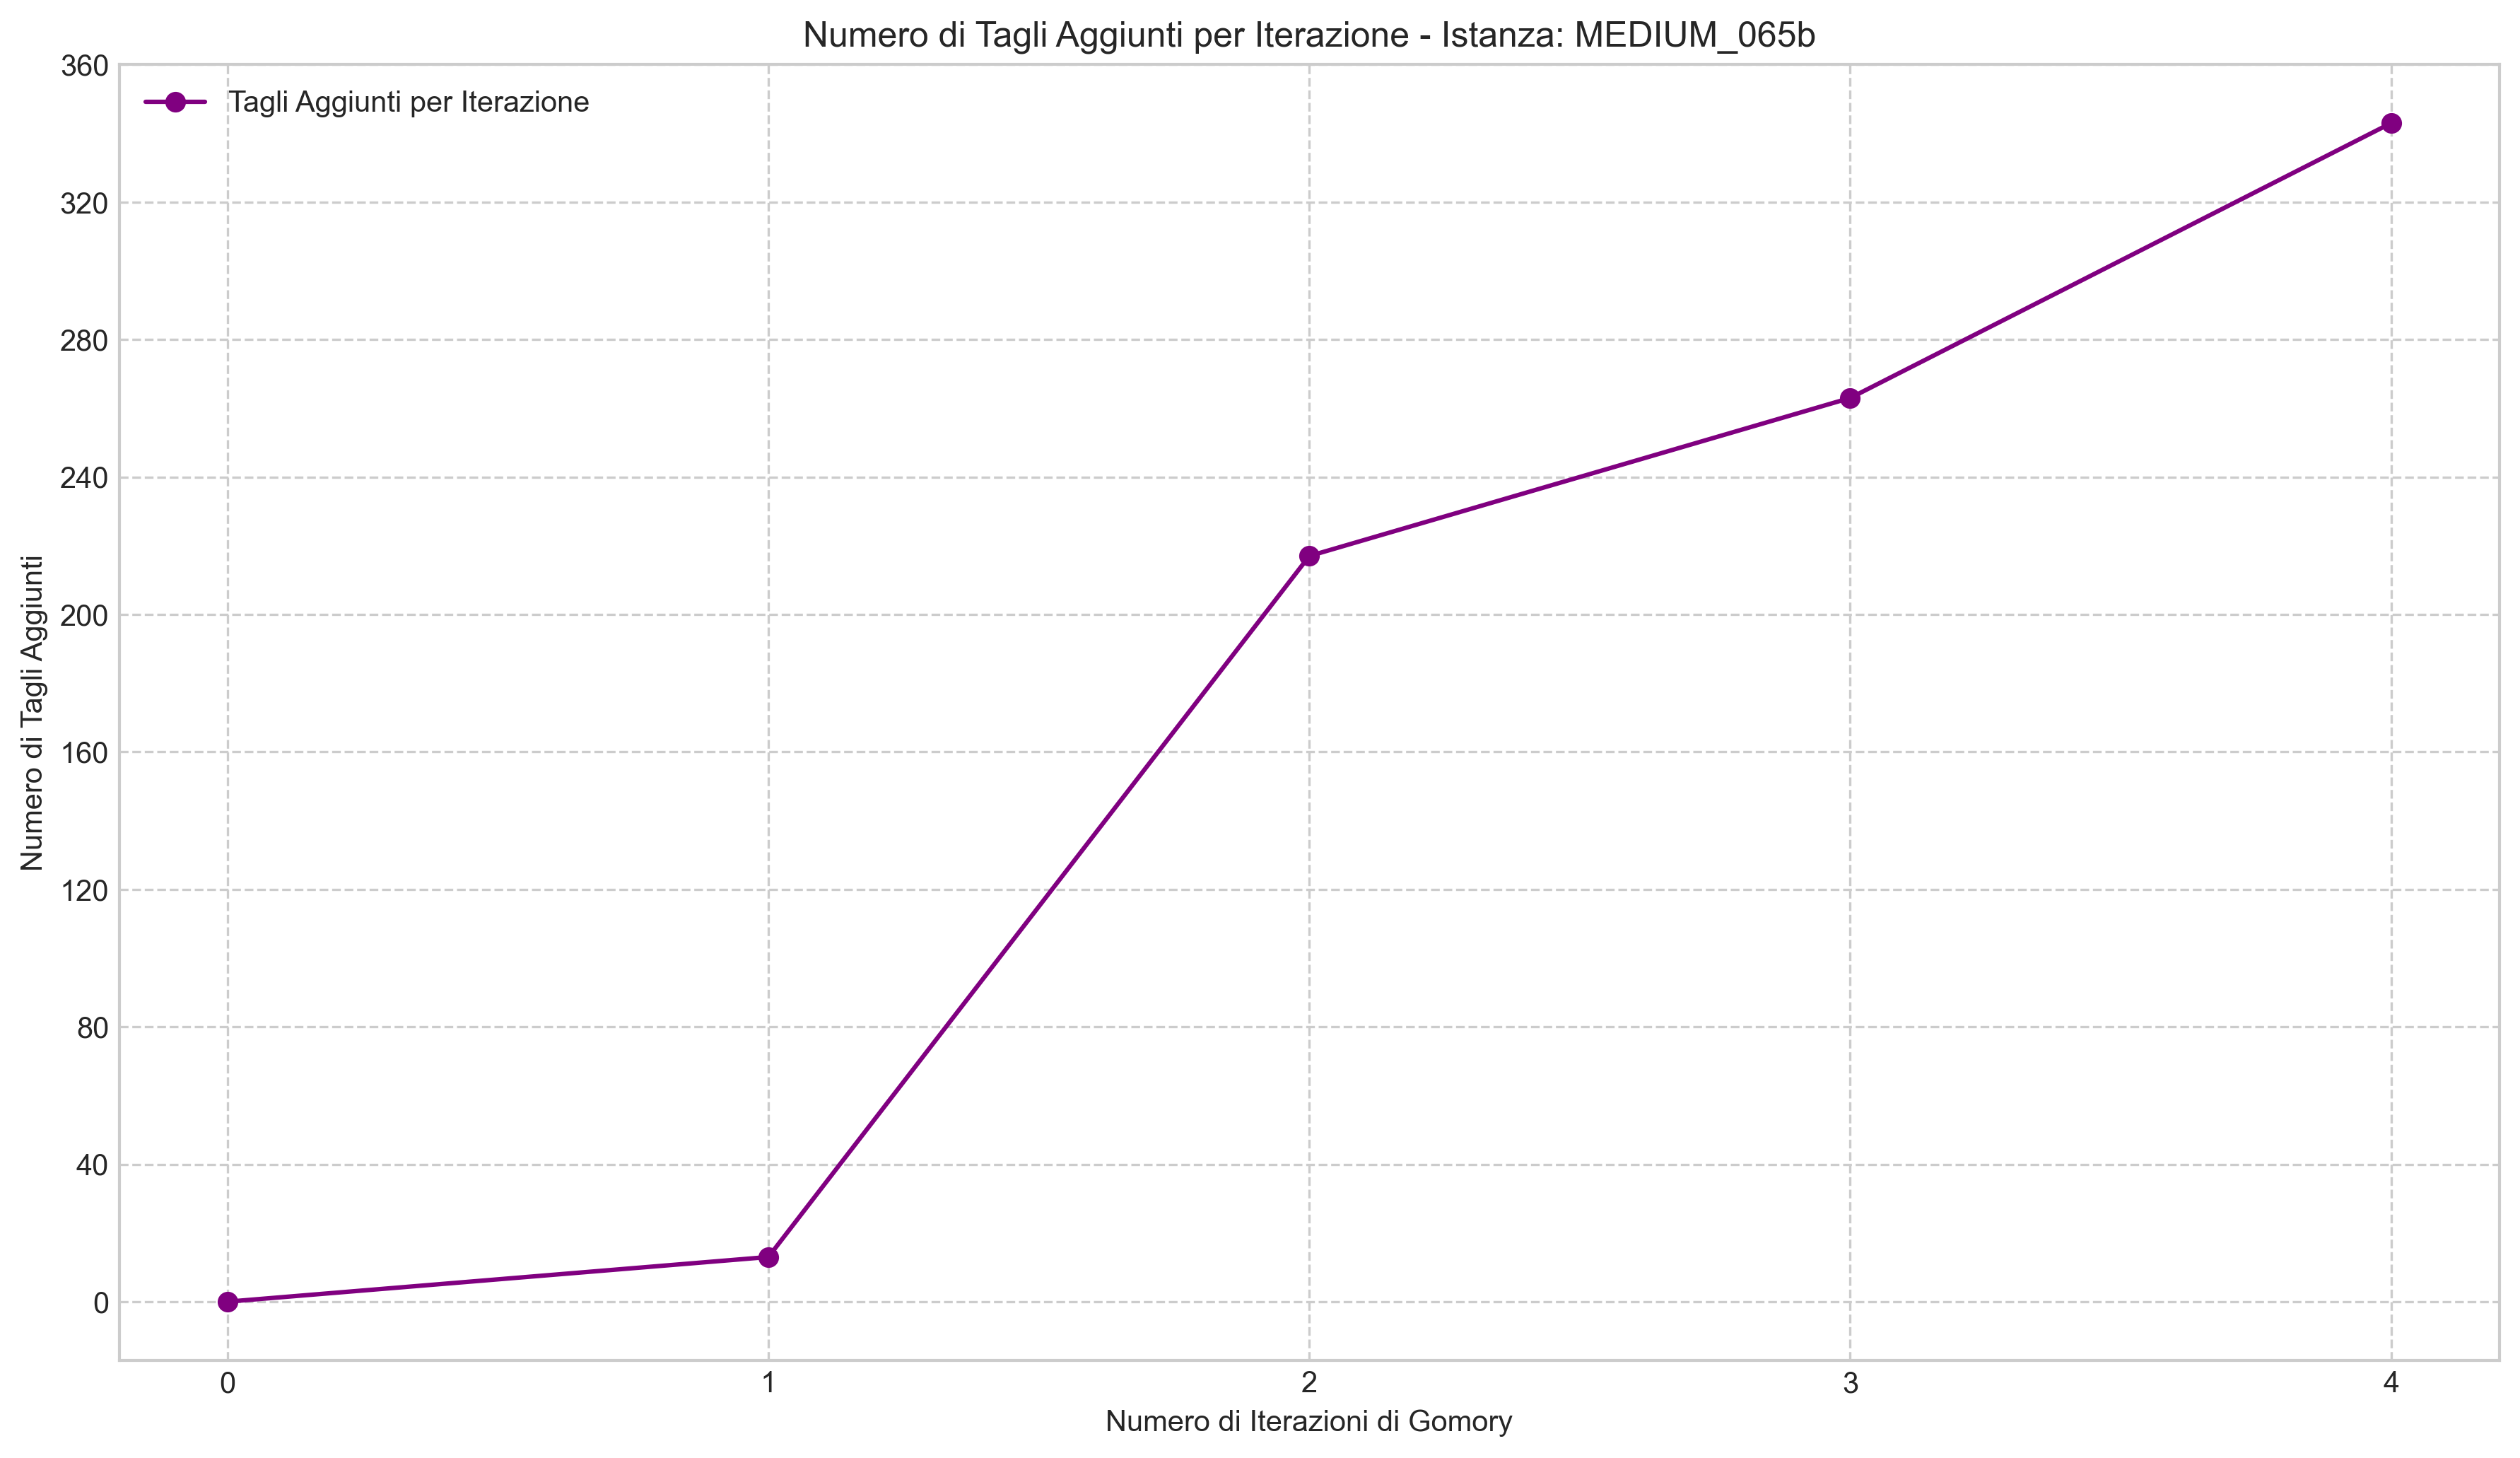 Numero di Tagli Aggiunti per Iterazione - Istanza: MEDIUM_065b
Tagli Aggiunti per Iterazione
Numero di Tagli Aggiunti
360
320
280
240
200
160
120
80
40
0
0 1 2 3 4
Numero di Iterazioni di Gomory